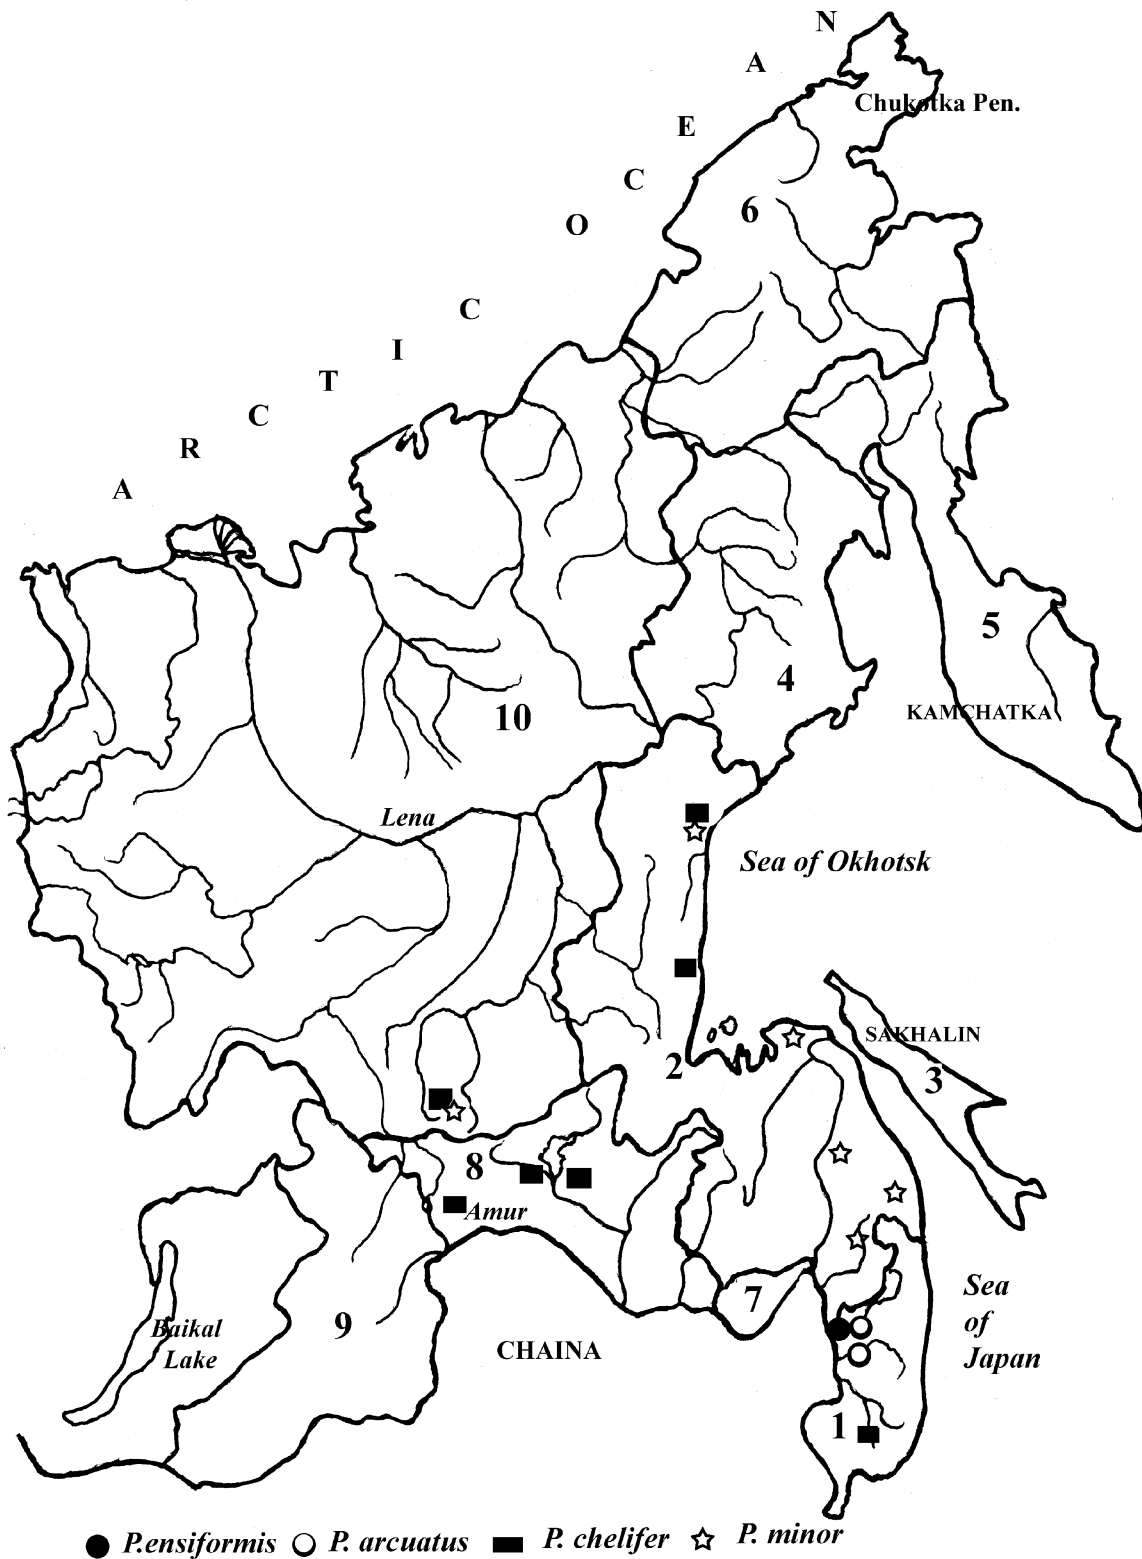 N
A
E
C
O
C
I
T
C
R
A
Chukotka Pen.
6
5
4
KAMCHATKA
10
Lena
Sea of Okhotsk
SAKHALIN
2
3
8
Amur
7
9
Baikal
Lake
CHAINA
Sea
of
Japan
1
P.ensiformis P. arcuatus P. chelifer P. minor